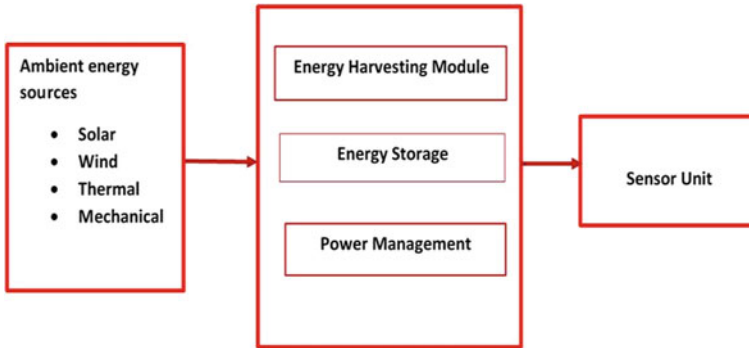 Ambient energy
sources
• Solar
• Wind
• Thermal
• Mechanical
Energy Harvesting Module
Energy Storage
Power Management
Sensor Unit